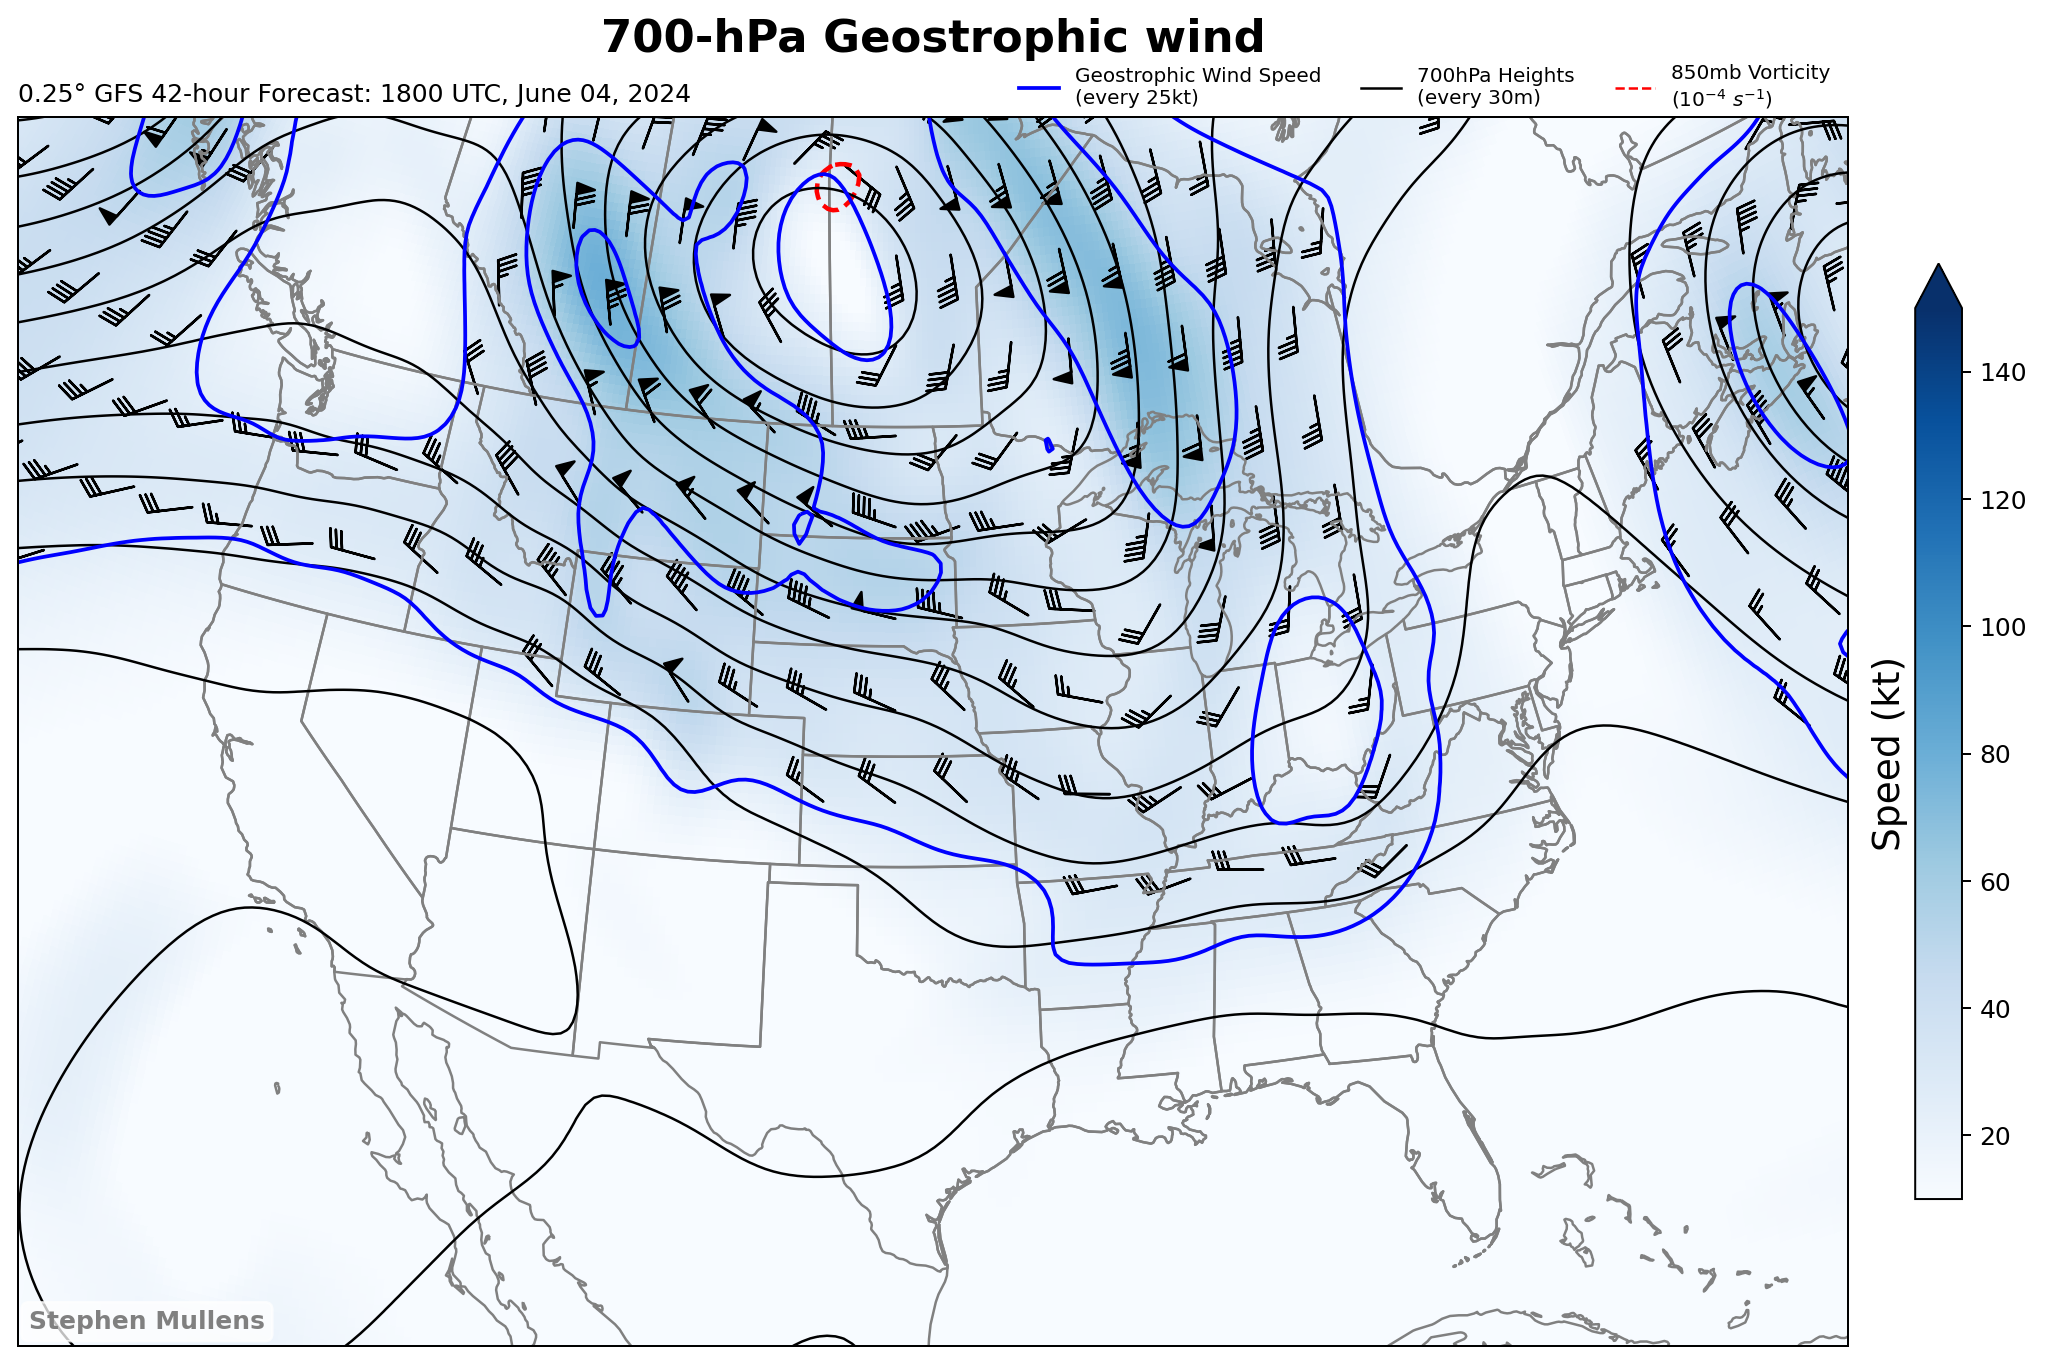 700-hPa Geostrophic wind
0.25° GFS 42-hour Forecast: 1800 UTC, June 04, 2024
Geostrophic Wind Speed
(every 25kt)
700hPa Heights
(every 30m)
850mb Vorticity
(10⁻⁴ s⁻¹)
140
120
100
80
60
40
20
Speed (kt)
Stephen Mullens